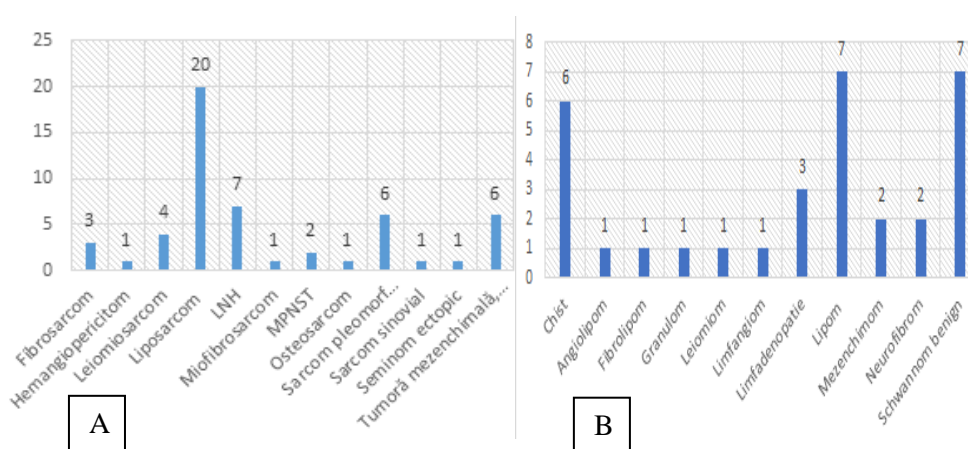 25
20
15
10
5
0
3
1
4
20
7
1
2
1
6
1
1
6
Fibrosarcom
Hemangiopericitom
Leiomiosarcom
Liposarcom
LNH
Miofibrosarcom
MPNST
Osteosarcom
Sarcom pleomorf...
Sarcom sinovial
Seminom ectopic
Tumoră mezenchimală,...
A
8
7
6
5
4
3
2
1
0
6
1
1
1
1
1
3
7
2
2
7
Chist
Angiolipom
Fibrolipom
Granulom
Leiomiom
Limfangiom
Limfadenopatie
Lipom
Mezenchimom
Neurofibrom
Schwannom benign
B